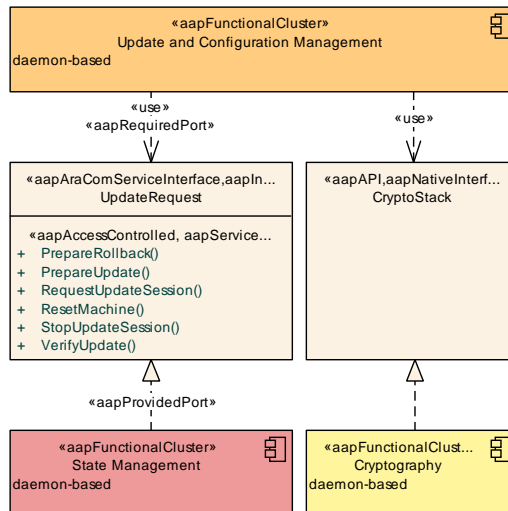 «aapFunctionalCluster»
Update and Configuration Management
daemon-based
«use»
«aapRequiredPort»
«use»
«aapAraComServiceInterface,aapIn...
UpdateRequest
«aapAccessControlled, aapService...
+ PrepareRollback()
+ PrepareUpdate()
+ RequestUpdateSession()
+ ResetMachine()
+ StopUpdateSession()
+ VerifyUpdate()
«aapAPI,aapNativeInterf...
CryptoStack
«aapProvidedPort»
«aapFunctionalCluster»
State Management
daemon-based
«aapFunctionalClust...
Cryptography
daemon-based